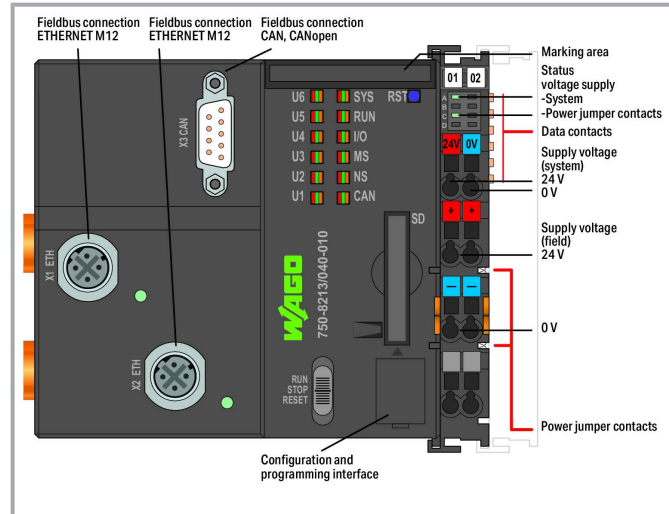 Fieldbus connection
ETHERNET M12
Fieldbus connection
ETHERNET M12
Fieldbus connection
CAN, CANopen
Marking area
Status
voltage supply
-System
-Power jumper contacts
Data contacts
Supply voltage
(system)
24 V
0 V
Supply voltage
(field)
24 V
0 V
Power jumper contacts
Configuration and
programming interface
X3 CAN
X1 ETH
X2 ETH
U6 SYS RST
U5 RUN
U4 I/O
U3 MS
U2 NS
U1 CAN
SD
WAGO
750-8213/040-010
RUN
STOP
RESET
01 02
A
B
C
D
24V 0V
+ +
— —